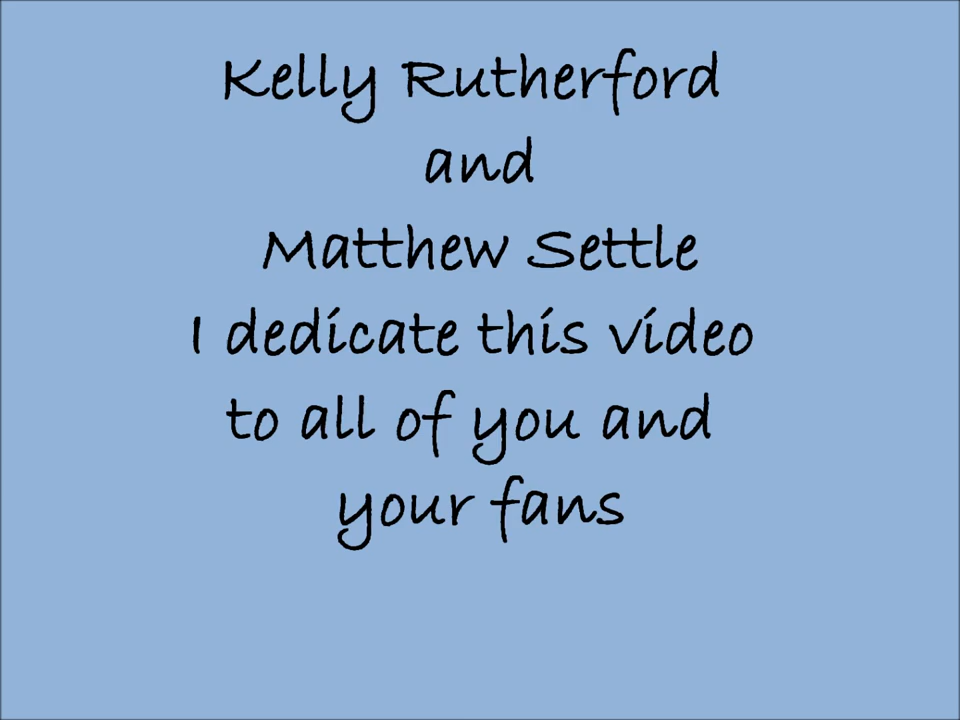 Kelly Rutherford
and
Matthew Settle
I dedicate this video
to all of you and
your fans